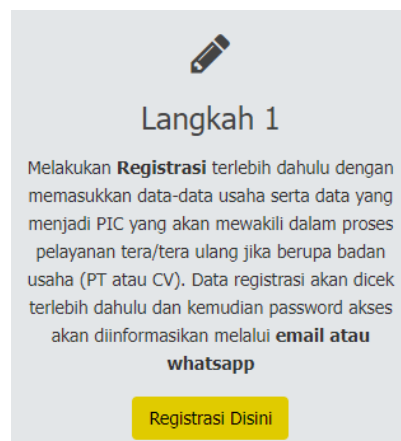 Langkah 1
Melakukan Registrasi terlebih dahulu dengan
memasukkan data-data usaha serta data yang
menjadi PIC yang akan mewakili dalam proses
pelayanan tera/tera ulang jika berupa badan
usaha (PT atau CV). Data registrasi akan dicek
terlebih dahulu dan kemudian password akses
akan diinformasikan melalui email atau
whatsapp
Registrasi Disini